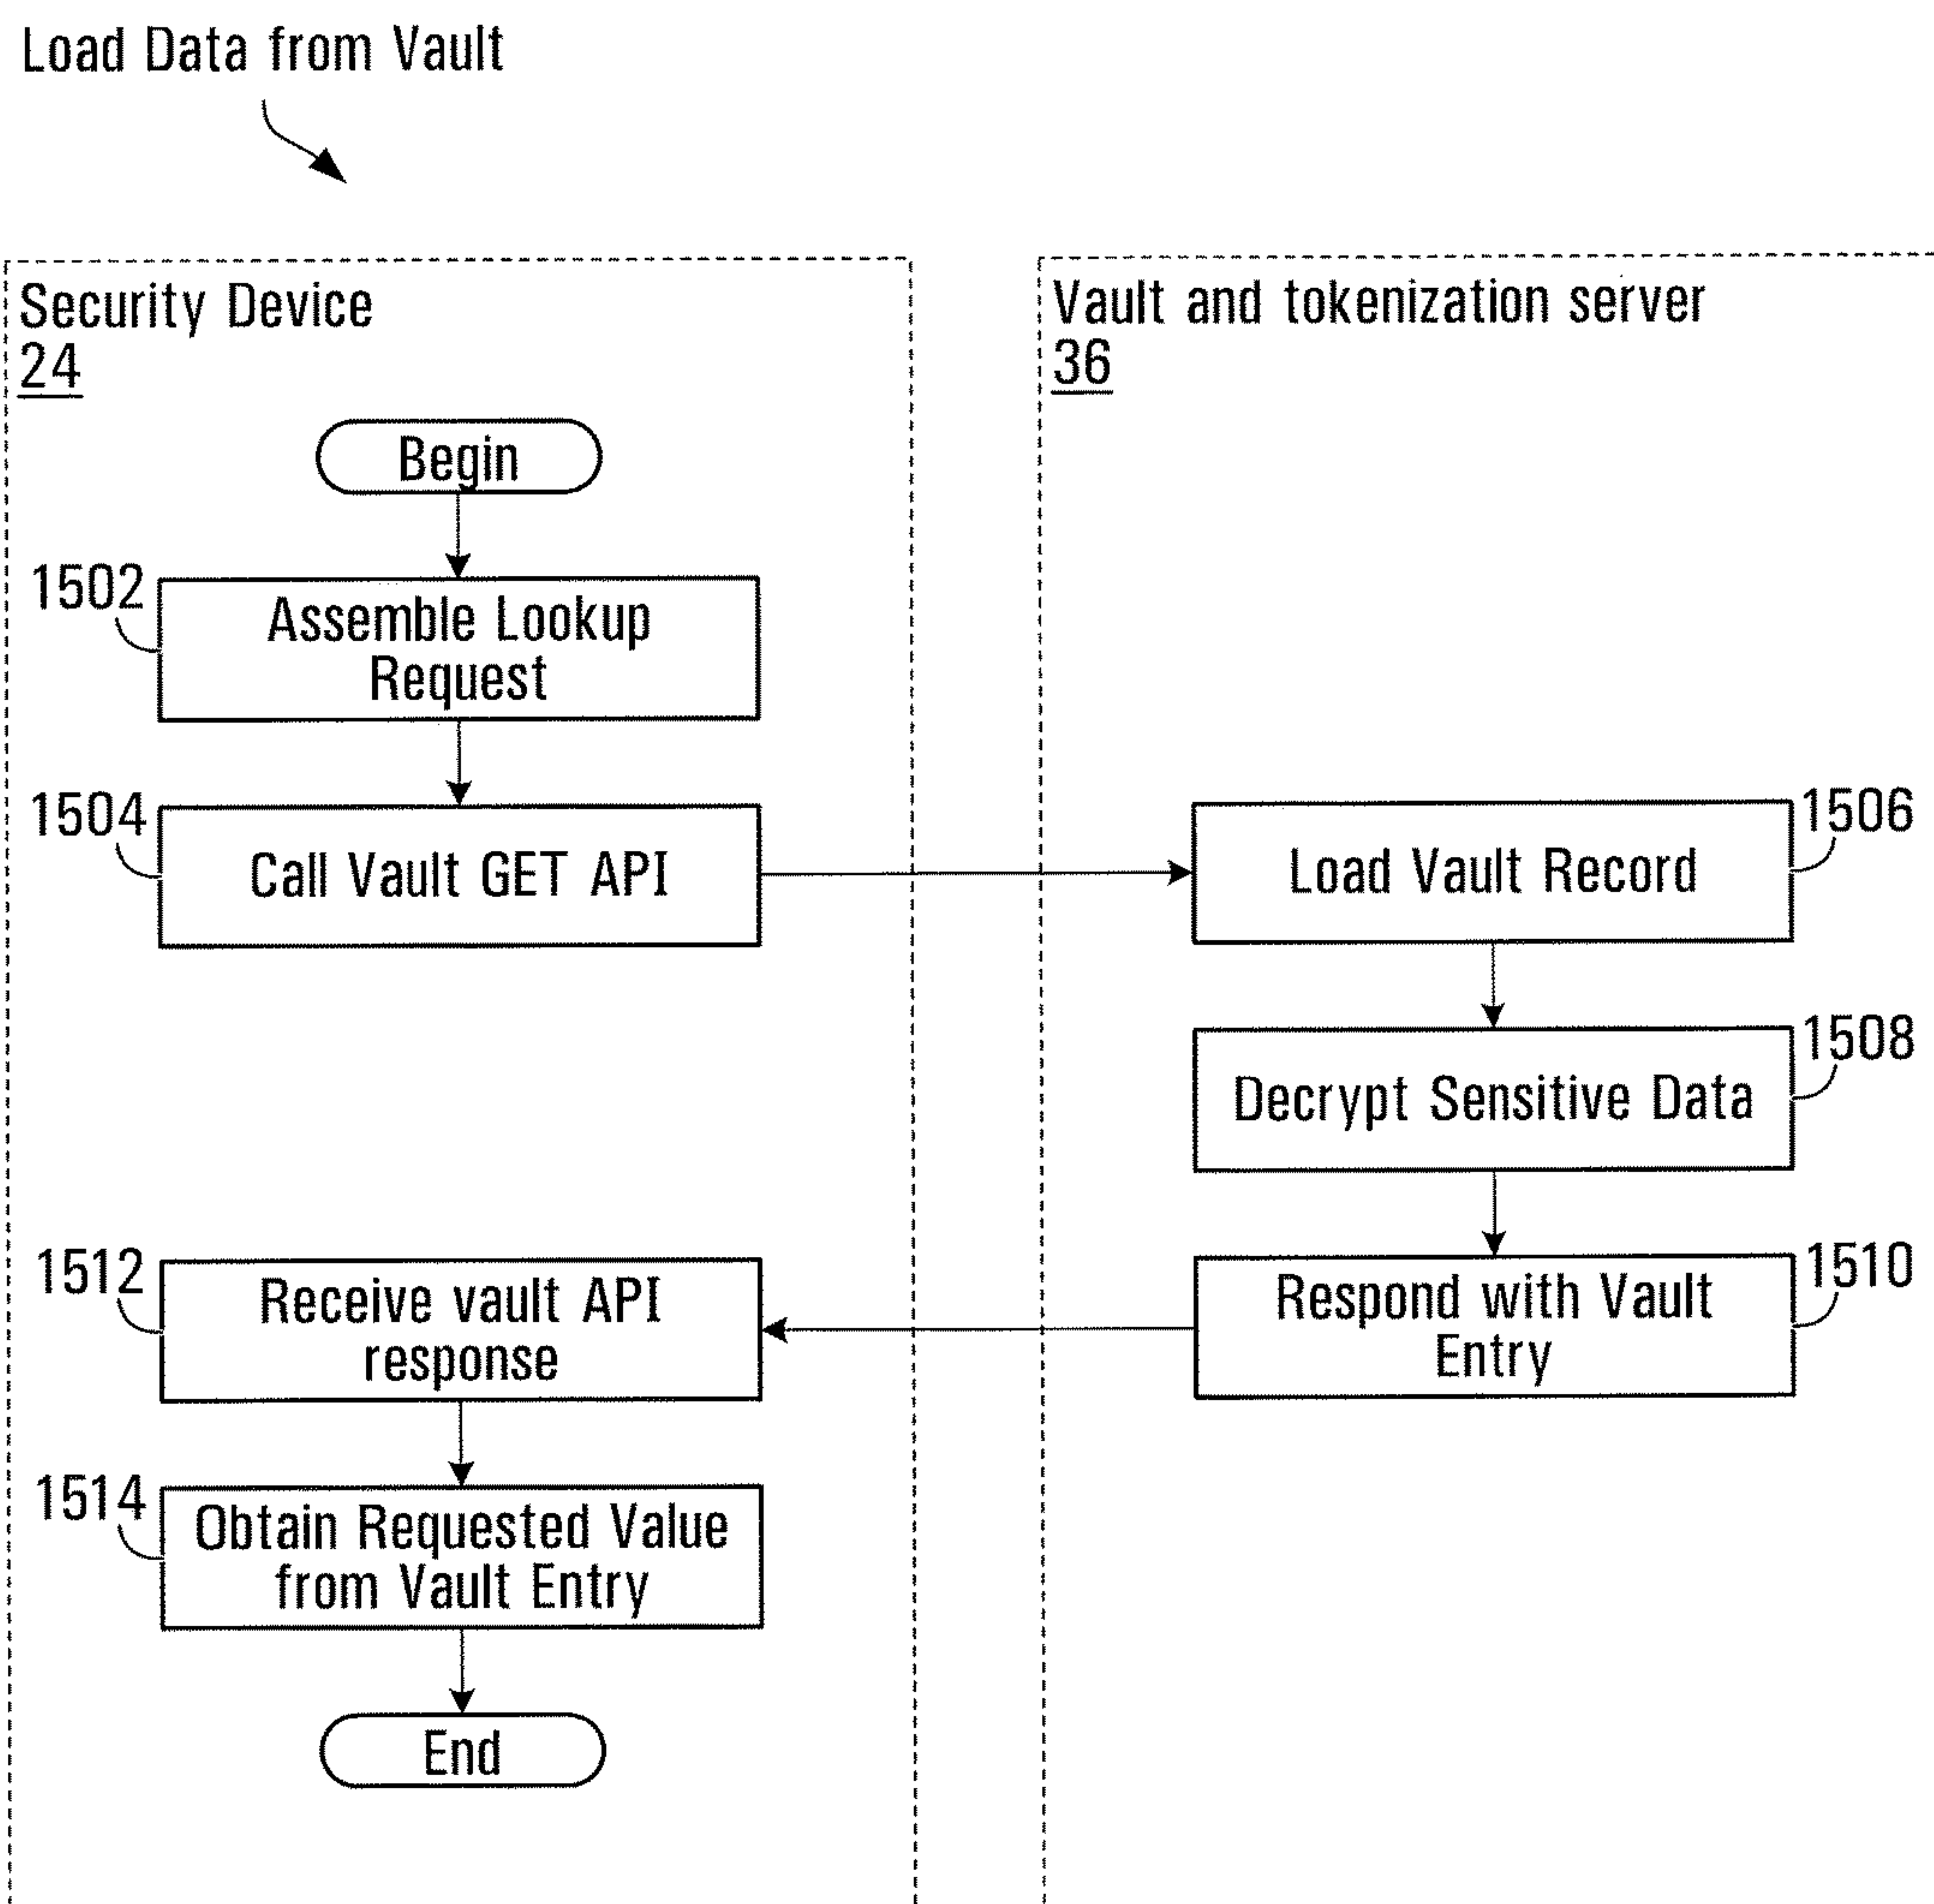 Load Data from Vault
Security Device
24
Begin
1502
Assemble Lookup
Request
1504
Call Vault GET API
1512
Receive vault API
response
1514
Obtain Requested Value
from Vault Entry
End
Vault and tokenization server
36
1506
Load Vault Record
1508
Decrypt Sensitive Data
1510
Respond with Vault
Entry